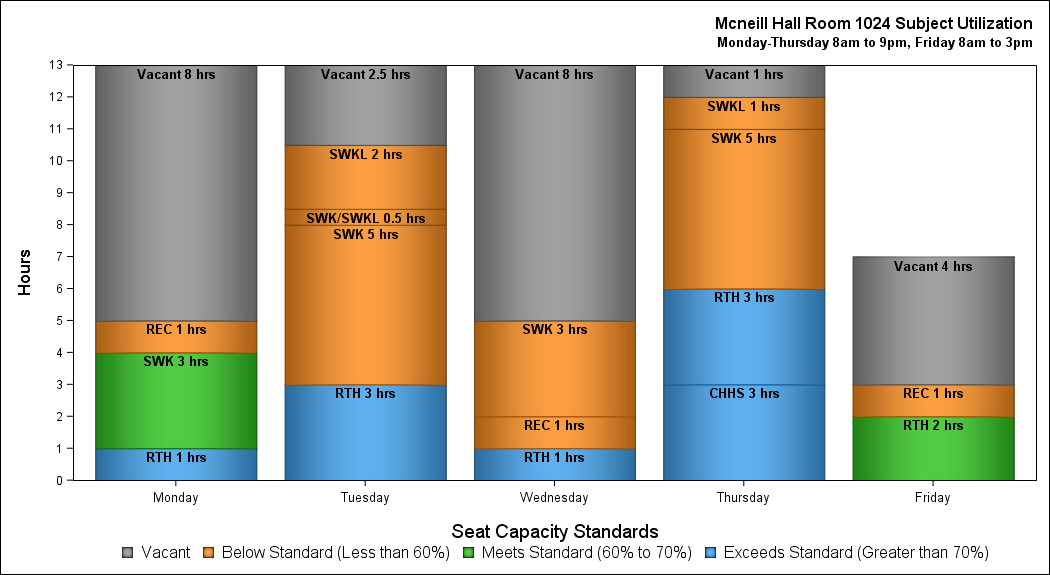 Mcneill Hall Room 1024 Subject Utilization
Monday-Thursday 8am to 9pm, Friday 8am to 3pm
Hours
13
12
11
10
9
8
7
6
5
4
3
2
1
0
Vacant 8 hrs
REC 1 hrs
SWK 3 hrs
RTH 1 hrs
Vacant 2.5 hrs
SWKL 2 hrs
SWK/SWKL 0.5 hrs
SWK 5 hrs
RTH 3 hrs
Vacant 8 hrs
SWK 3 hrs
REC 1 hrs
RTH 1 hrs
Vacant 1 hrs
SWKL 1 hrs
SWK 5 hrs
RTH 3 hrs
CHHS 3 hrs
Vacant 4 hrs
REC 1 hrs
RTH 2 hrs
Monday Tuesday Wednesday Thursday Friday
Seat Capacity Standards
Vacant Below Standard (Less than 60%) Meets Standard (60% to 70%) Exceeds Standard (Greater than 70%)